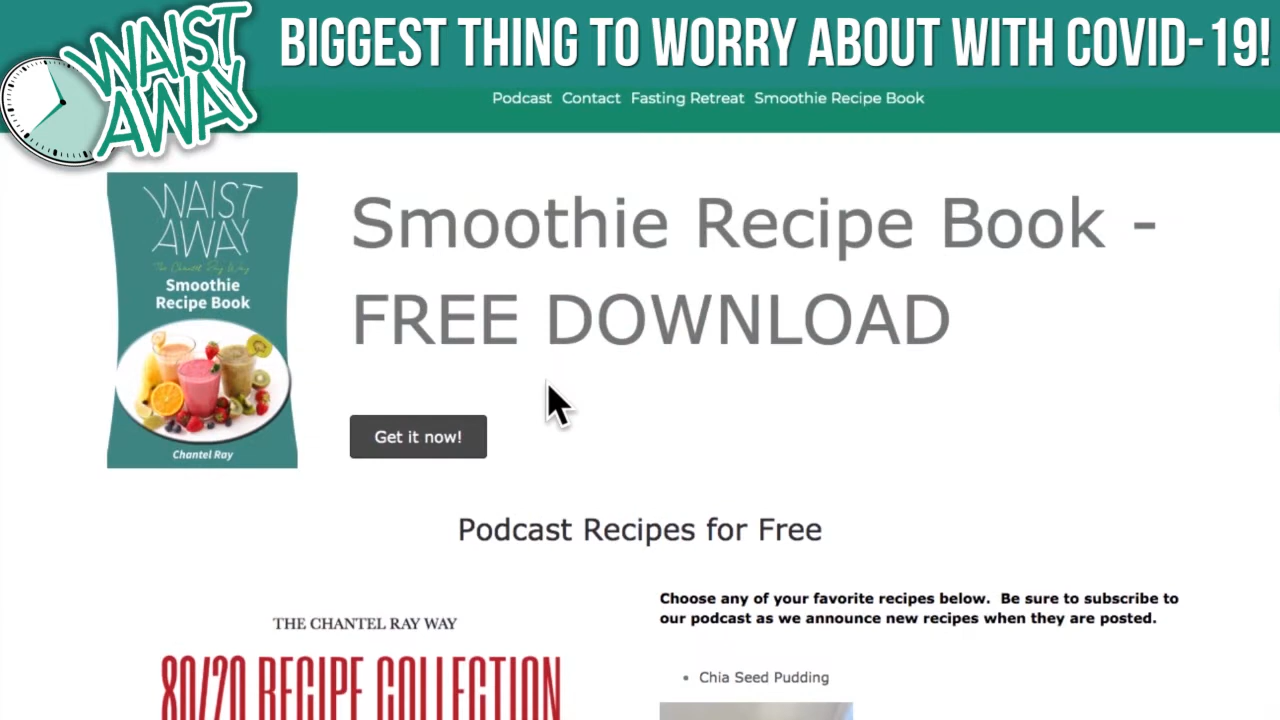 WAIST
AWAY
BIGGEST THING TO WORRY ABOUT WITH COVID-19!
Podcast Contact Fasting Retreat Smoothie Recipe Book
WAIST
AWAY
The Chantel Ray Way
Smoothie
Recipe Book
Chantel Ray
Smoothie Recipe Book -
FREE DOWNLOAD
Get it now!
Podcast Recipes for Free
THE CHANTEL RAY WAY
80/20 RECIPE COLLECTION
Choose any of your favorite recipes below. Be sure to subscribe to
our podcast as we announce new recipes when they are posted.
• Chia Seed Pudding